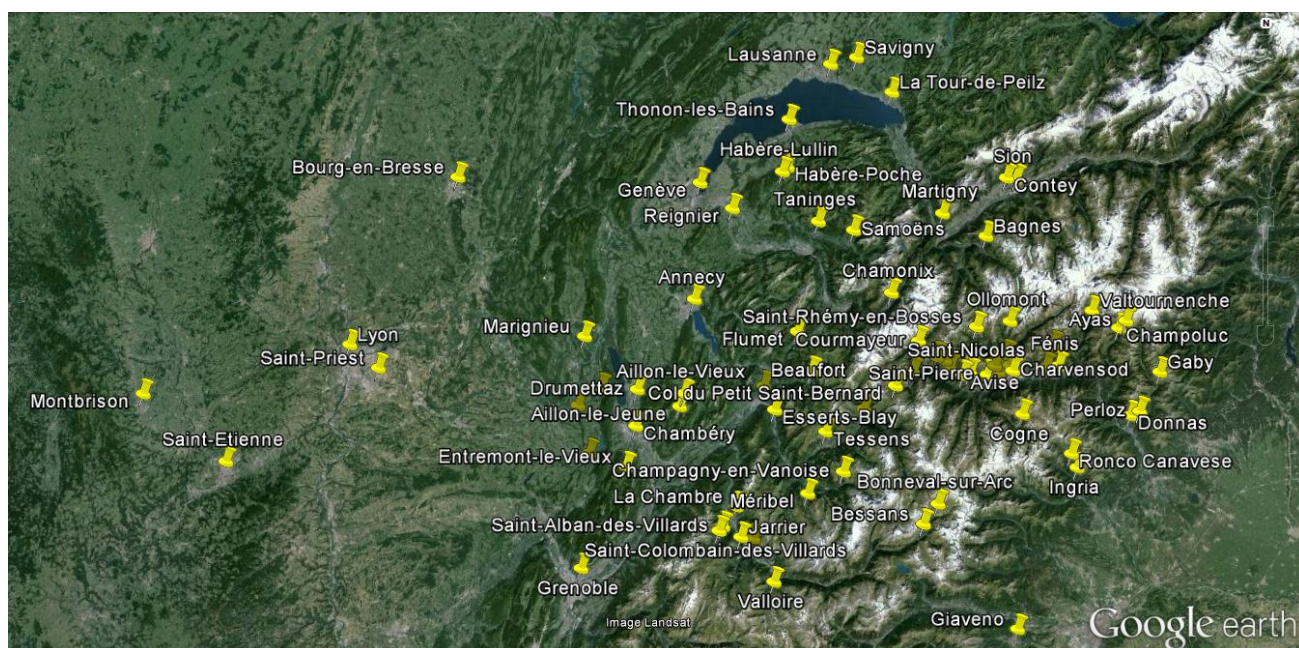 N
Lausanne
Savigny
La Tour-de-Peilz
Thonon-les-Bains
Habère-Lullin
Bourg-en-Bresse
Sion
Habère-Poche
Contey
Genève
Martigny
Taninges
Reignier
Samoëns
Bagnes
Chamonix
Annecy
Ollomont
Valtournenche
Saint-Rhémy-en-Bosses
Ayas
Marignieu
Champoluc
Lyon
Flumet
Courmayeur
Fénis
Saint-Nicolas
Saint-Priest
Aillon-le-Vieux
Beaufort
Saint-Pierre
Charvensod
Gaby
Avise
Drumettaz
Col du Petit Saint-Bernard
Montbrison
Aillon-le-Jeune
Esserts-Blay
Perloz
Donnas
Chambéry
Tessens
Cogne
Saint-Etienne
Entremont-le-Vieux
Champagny-en-Vanoise
Ronco Canavese
Bonneval-sur-Arc
Ingria
La Chambre
Méribel
Bessans
Saint-Alban-des-Villards
Jarrier
Saint-Colombain-des-Villards
Grenoble
Valloire
Giaveno
Image Landsat
Google earth